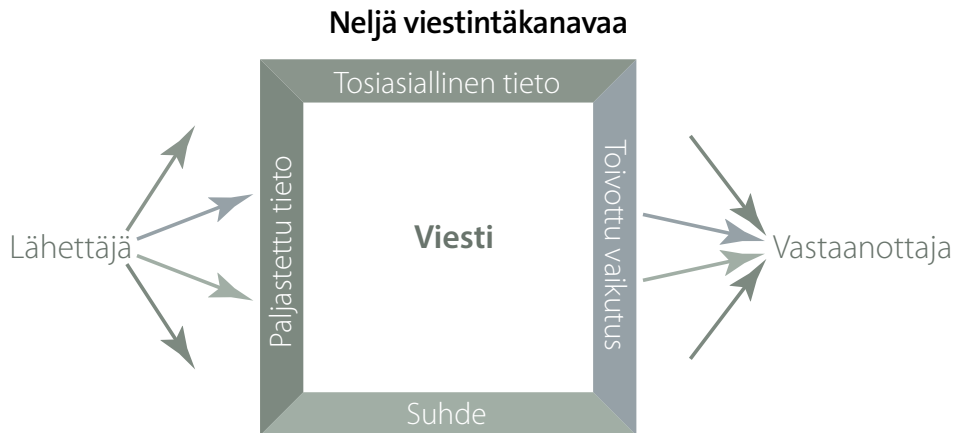 Neljä viestintäkanavaa
Tosiasiallinen tieto
Paljastettu tieto
Toivottu vaikutus
Lähettäjä
Viesti
Vastaanottaja
Suhde